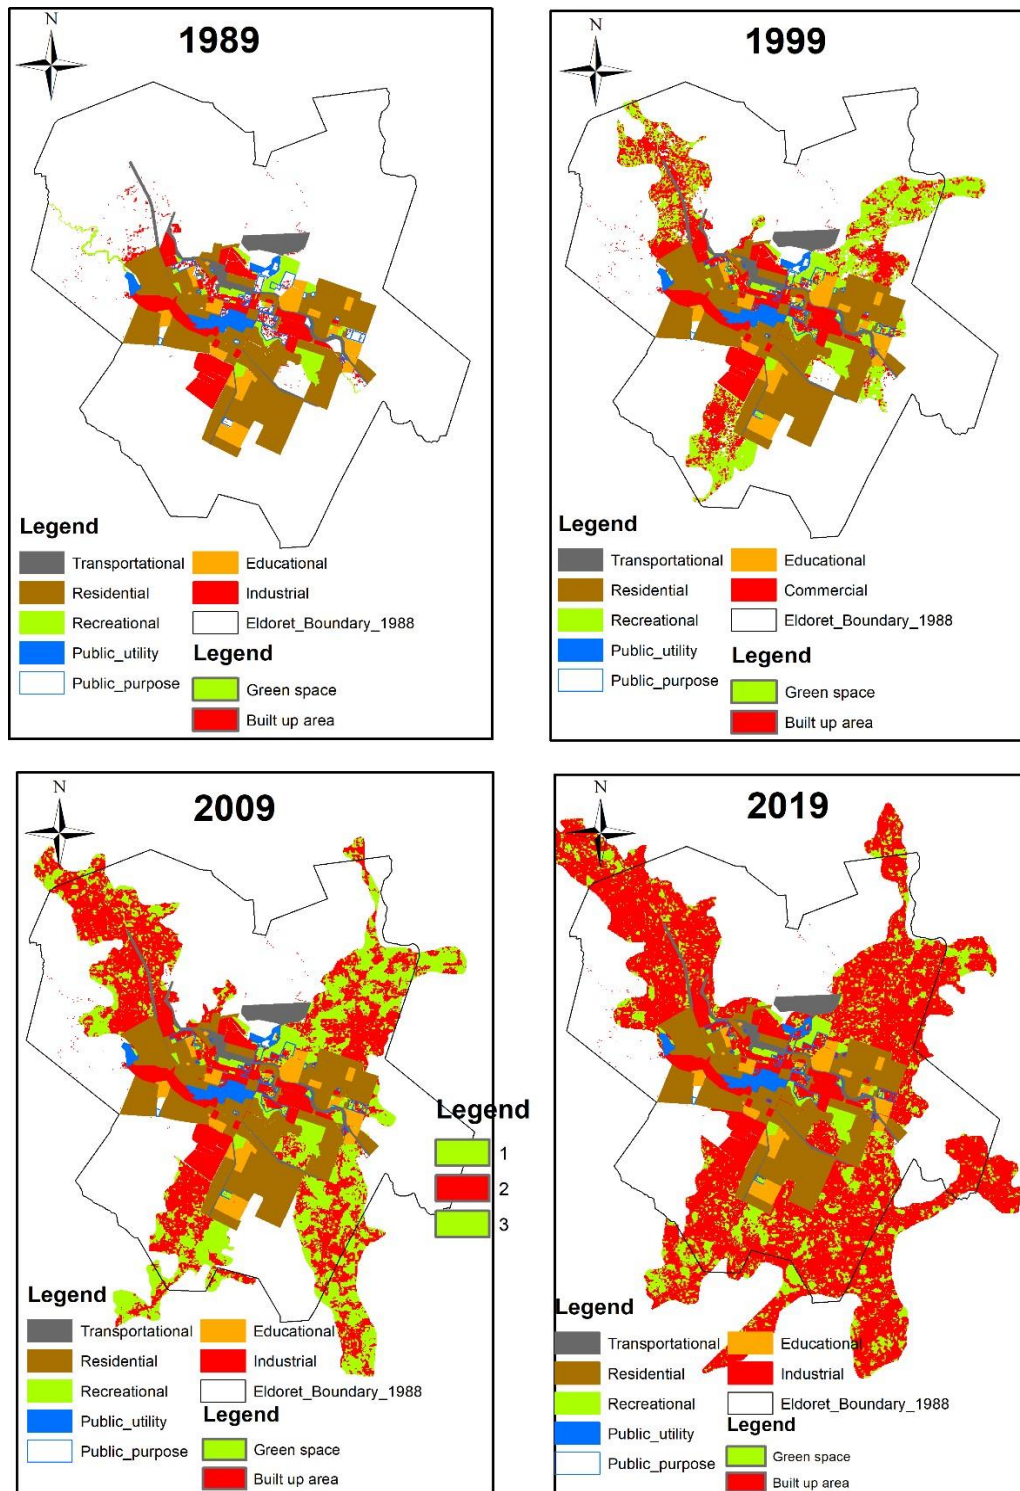 N
1989
Legend
Transportational
Educational
Residential
Industrial
Recreational
Eldoret_Boundary_1988
Public_utility
Legend
Public_purpose
Green space
Built up area
N
1999
Legend
Transportational
Educational
Residential
Commercial
Recreational
Eldoret_Boundary_1988
Public_utility
Legend
Public_purpose
Green space
Built up area
N
2009
Legend
1
2
3
Legend
Transportational
Educational
Residential
Industrial
Recreational
Eldoret_Boundary_1988
Public_utility
Legend
Public_purpose
Green space
Built up area
N
2019
Legend
Transportational
Educational
Residential
Industrial
Recreational
Eldoret_Boundary_1988
Public_utility
Legend
Public_purpose
Green space
Built up area